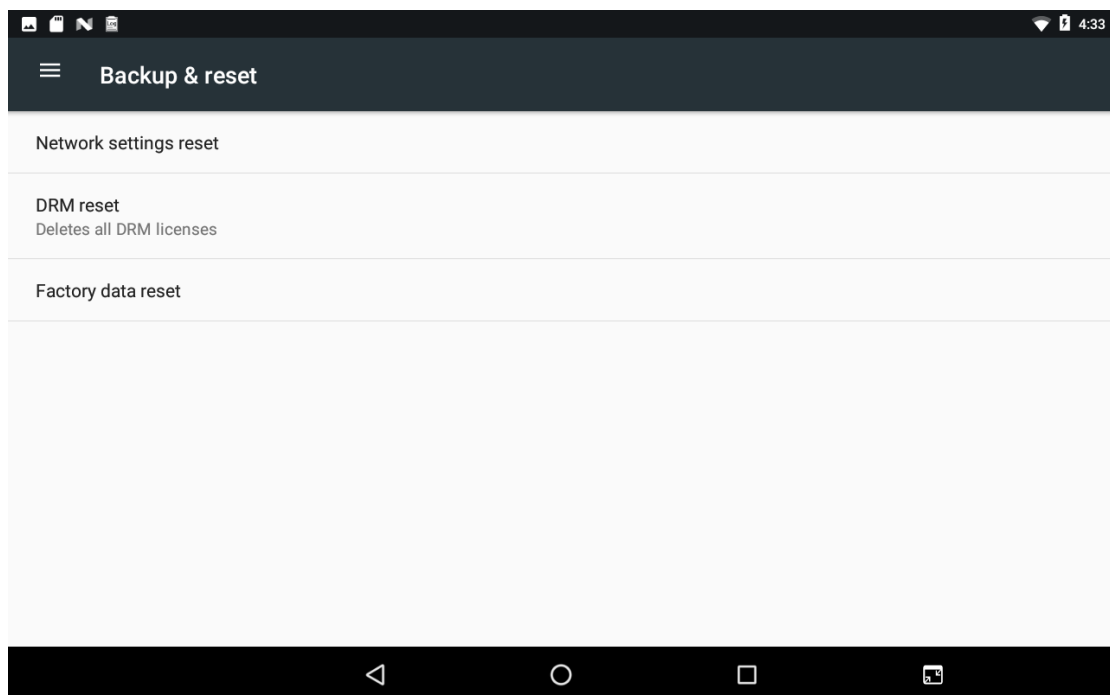 4:33
Backup & reset
Network settings reset
DRM reset
Deletes all DRM licenses
Factory data reset